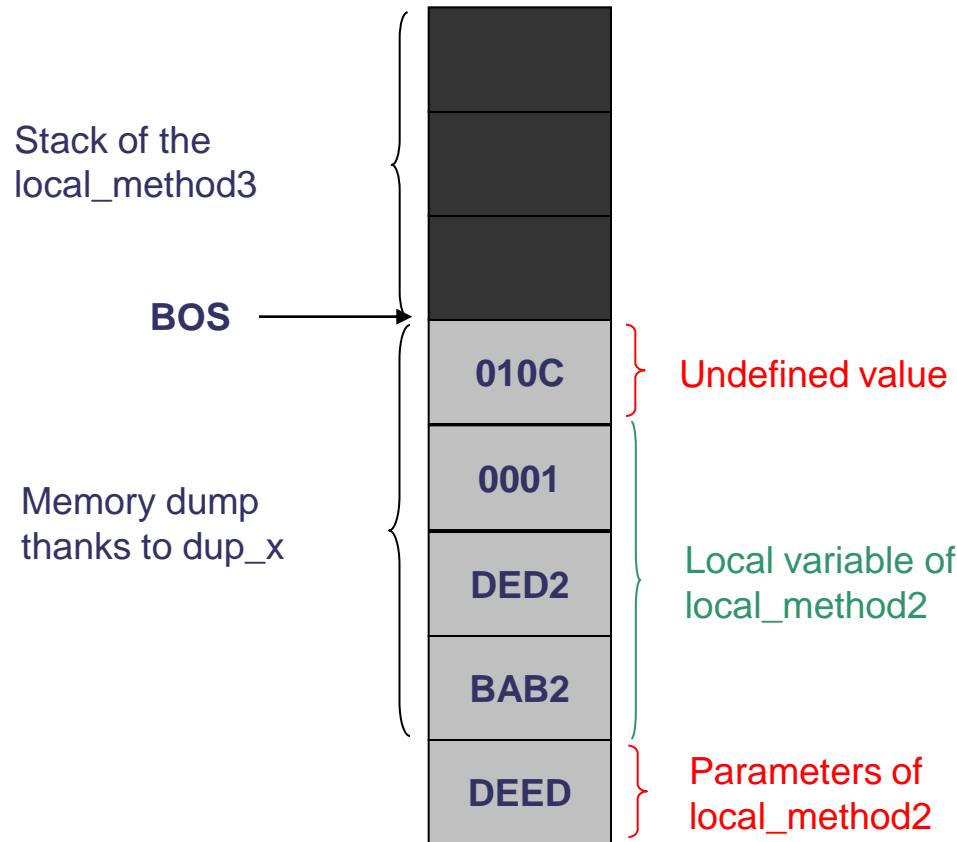 Stack of the
local_method3
BOS
010C
Undefined value
0001
Memory dump
thanks to dup_x
DED2
Local variable of
local_method2
BAB2
DEED
Parameters of
local_method2